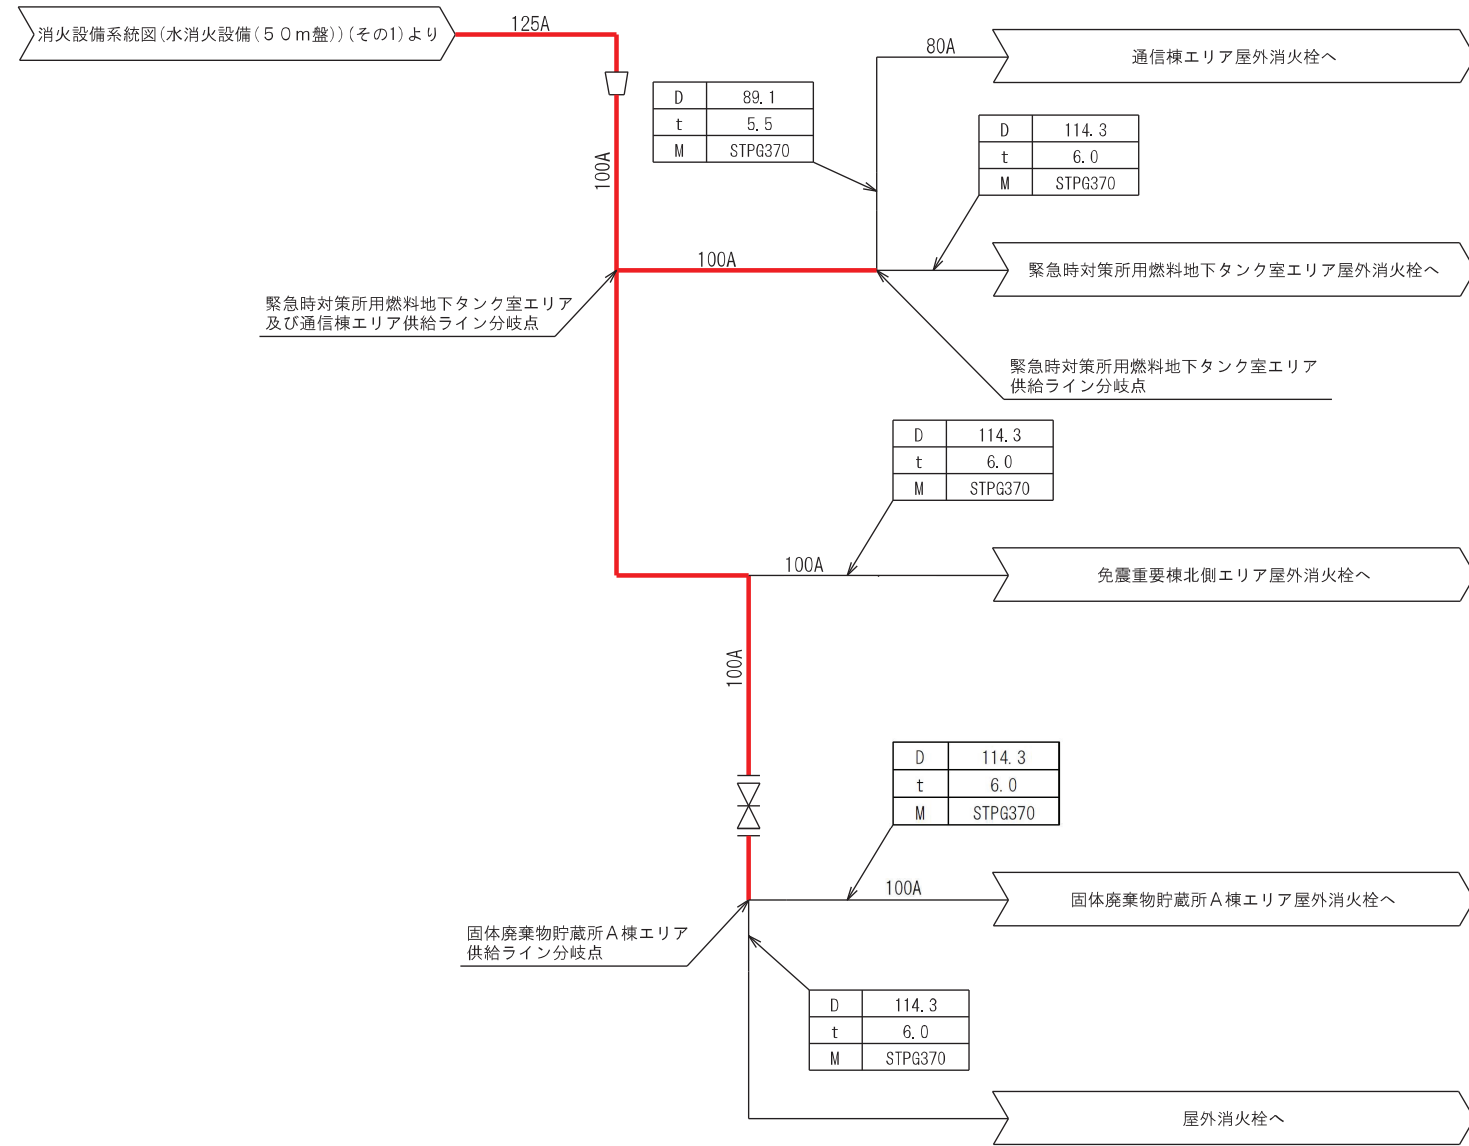 消火設備系統図(水消火設備(50m盤))(その1)より
125A
80A
通信棟エリア屋外消火栓へ
D 89.1
t 5.5
M STPG370
D 114.3
t 6.0
M STPG370
100A
100A
緊急時対策所用燃料地下タンク室エリア屋外消火栓へ
緊急時対策所用燃料地下タンク室エリア
及び通信棟エリア供給ライン分岐点
緊急時対策所用燃料地下タンク室エリア
供給ライン分岐点
D 114.3
t 6.0
M STPG370
100A
免震重要棟北側エリア屋外消火栓へ
100A
D 114.3
t 6.0
M STPG370
100A
固体廃棄物貯蔵所A棟エリア屋外消火栓へ
固体廃棄物貯蔵所A棟エリア
供給ライン分岐点
D 114.3
t 6.0
M STPG370
屋外消火栓へ